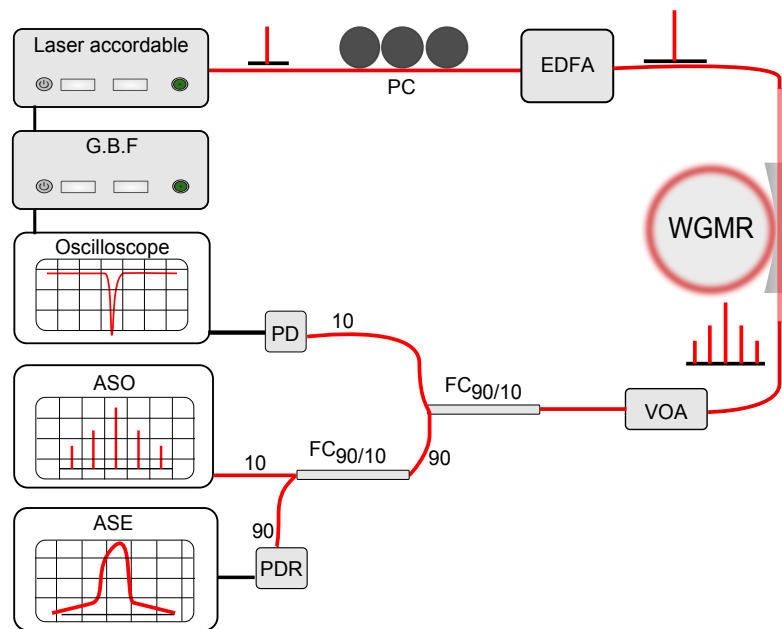 Laser accordable
PC
EDFA
G.B.F
WGMR
Oscilloscope
PD
10
FC90/10
VOA
ASO
10
FC90/10
90
ASE
90
PDR